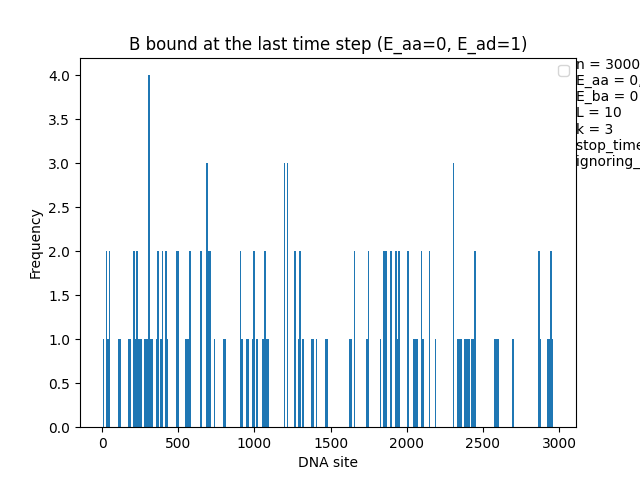 B bound at the last time step (E_aa=0, E_ad=1)
n = 3000
E_aa = 0,
E_ba = 0
L = 10
k = 3
stop_time
ignoring_
4.0
3.5
3.0
2.5
2.0
1.5
1.0
0.5
0.0
Frequency
0 500 1000 1500 2000 2500 3000
DNA site